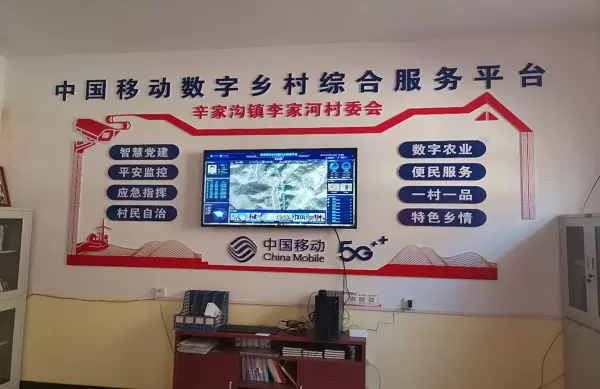 中国移动数字乡村综合服务平台
辛家沟镇李家河村委会
智慧党建
平安监控
应急指挥
村民自治
数字农业
便民服务
一村一品
特色乡情
中国移动
China Mobile
5G++